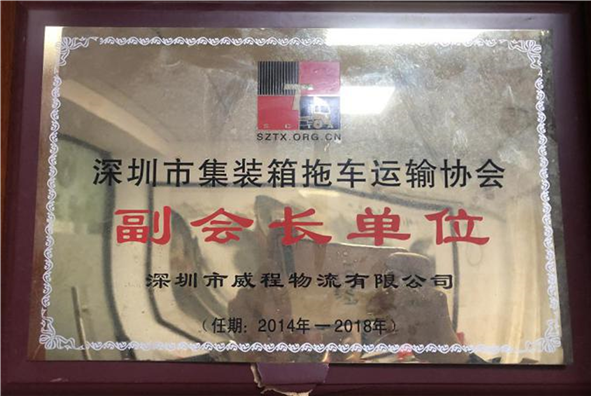 SZTX.ORG.CN
深圳市集装箱拖车运输协会
副会长单位
深圳市威程物流有限公司
（任期：2014年－2018年）